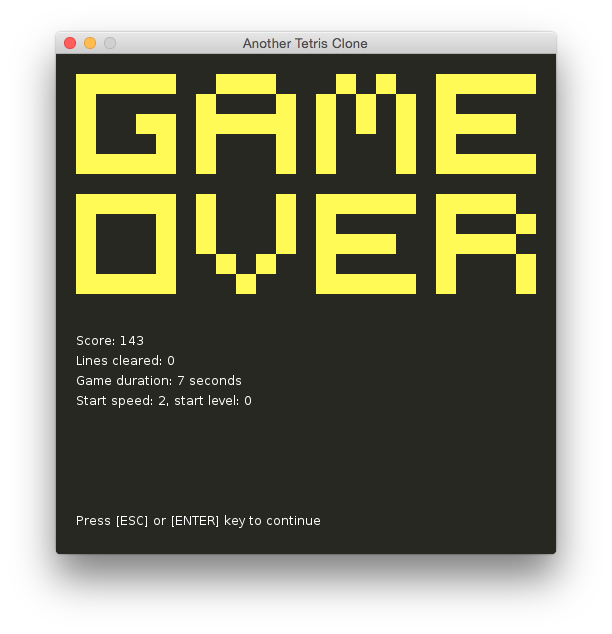 Another Tetris Clone
GAME
OVER
Score: 143
Lines cleared: 0
Game duration: 7 seconds
Start speed: 2, start level: 0
Press [ESC] or [ENTER] key to continue